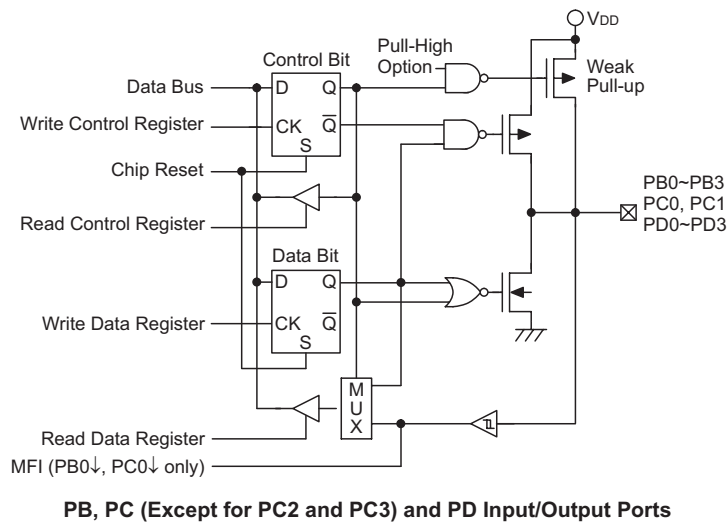 VDD
Pull-High
Option
Control Bit
Weak
Pull-up
Data Bus
D
Q
Write Control Register
CK
Q
S
Chip Reset
PB0~PB3
PC0, PC1
PD0~PD3
Read Control Register
Data Bit
D
Q
Write Data Register
CK
Q
S
MUX
Read Data Register
MFI (PB0↓, PC0↓ only)
PB, PC (Except for PC2 and PC3) and PD Input/Output Ports